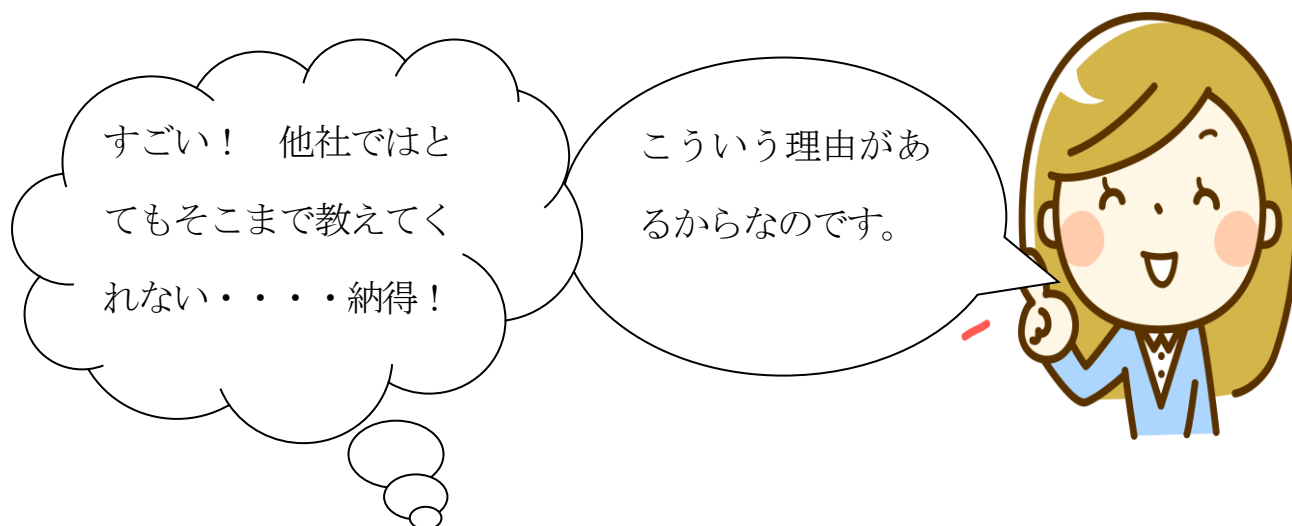 すごい！　他社ではと
てもそこまで教えてく
れない・・・・納得！
こういう理由があ
るからなのです。